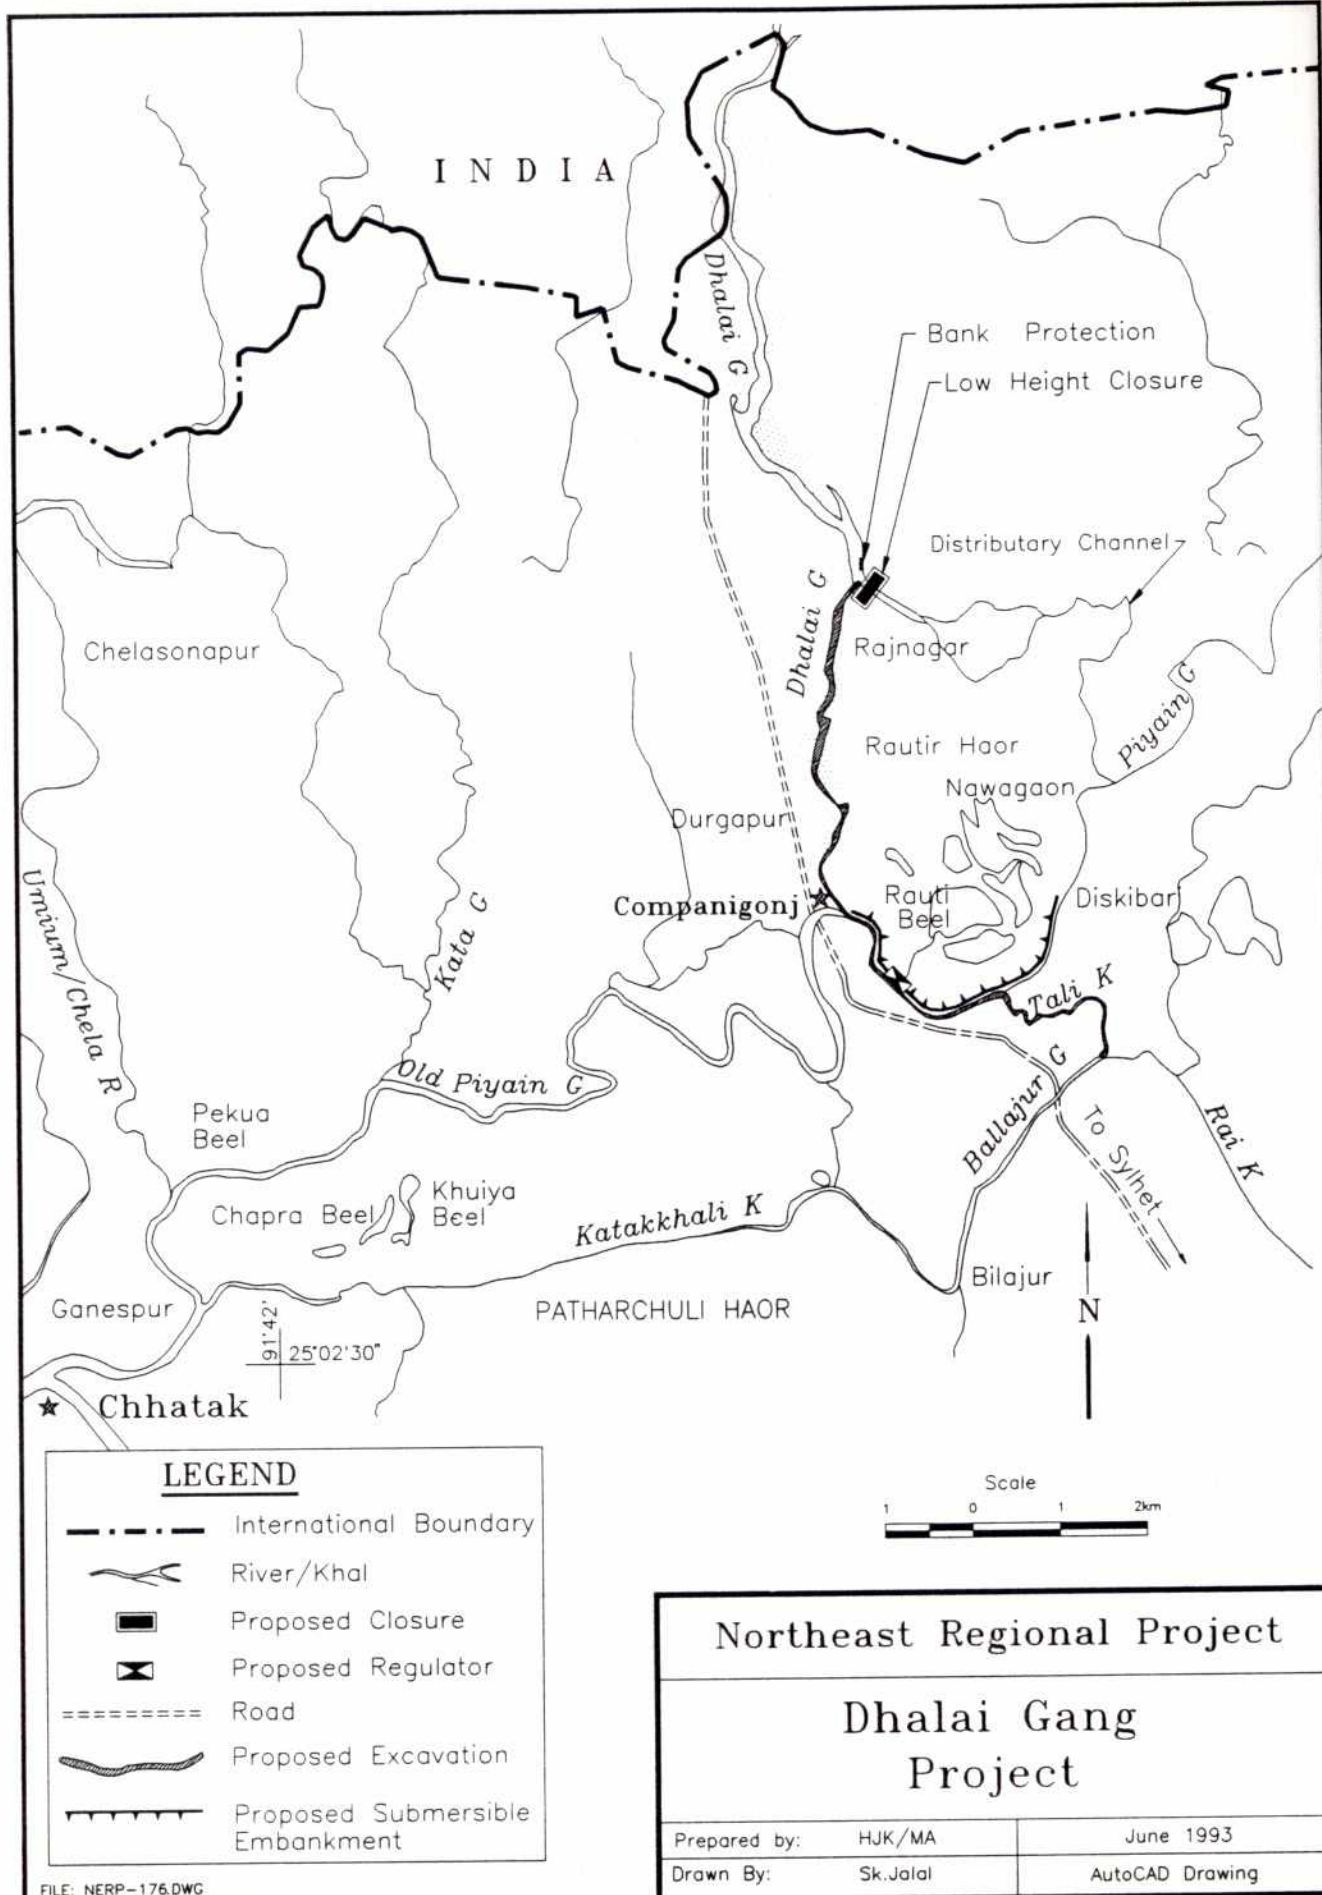 INDIA
Dhalai G
Bank Protection
Low Height Closure
Distributary Channel
Dhalai G
Chelasonapur
Rajnagar
Piyain G
Rautir Haor
Nawagaon
Durgapur
Umium/Chela R
Kata G
Companigonj
Rauti
Beel
Diskibari
Tali K
Old Piyain G
Ballajur G
Pekua
Beel
To Sylhet
Rai K
Chapra Beel
Khuiya
Beel
Katakkhali K
Bilajur
Ganespur
PATHARCHULI HAOR
N
91°42'
25°02'30"
Chhatak
LEGEND
International Boundary
River/Khal
Proposed Closure
Proposed Regulator
Road
Proposed Excavation
Proposed Submersible
Embankment
Scale
1 0 1 2km
Northeast Regional Project
Dhalai Gang
Project
Prepared by: HJK/MA June 1993
Drawn By: Sk.Jalal AutoCAD Drawing
FILE: NERP-176.DWG